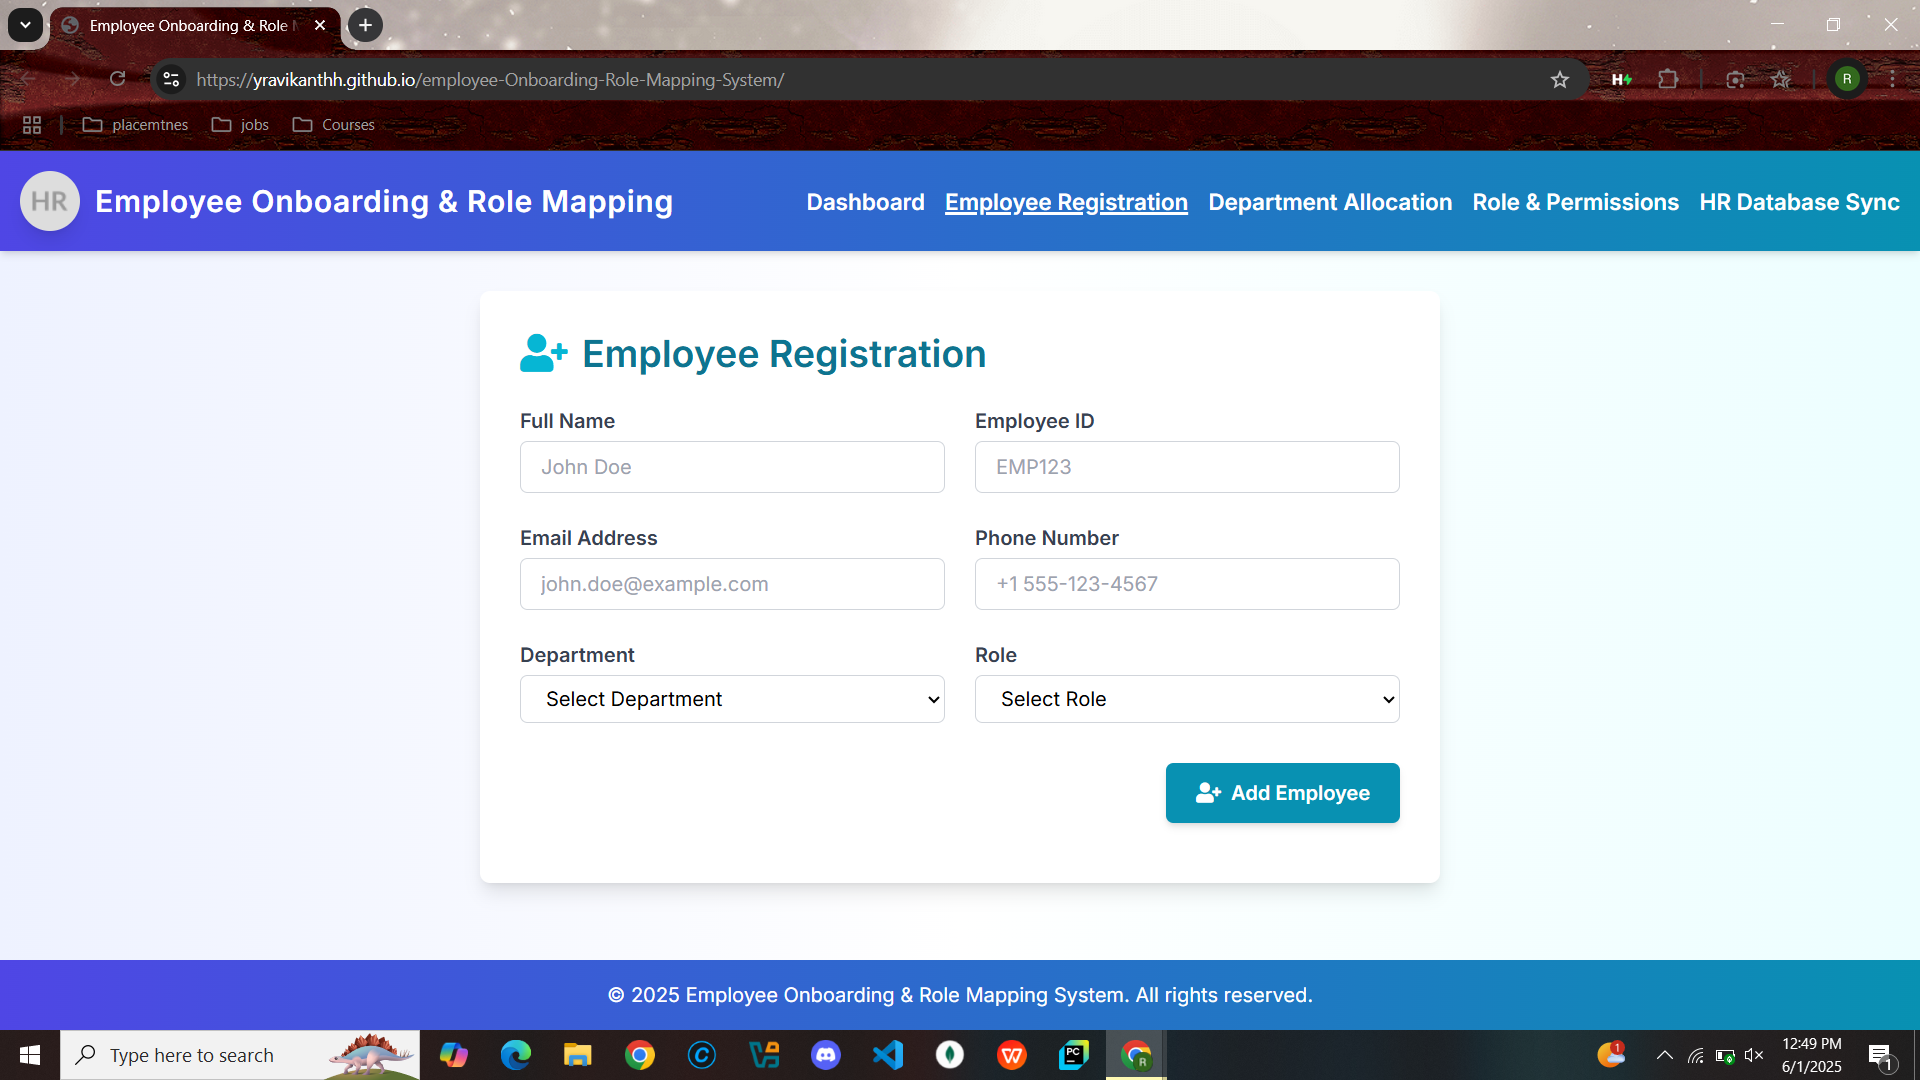 Employee Onboarding & Role
https://yravikanthh.github.io/employee-Onboarding-Role-Mapping-System/
H
R
placemtnes
jobs
Courses
HR
Employee Onboarding & Role Mapping
Dashboard
Employee Registration
Department Allocation
Role & Permissions
HR Database Sync
Employee Registration
Full Name
Employee ID
John Doe
EMP123
Email Address
Phone Number
john.doe@example.com
+1 555-123-4567
Department
Role
Select Department
Select Role
Add Employee
© 2025 Employee Onboarding & Role Mapping System. All rights reserved.
Type here to search
C
W
PC
R
1
12:49 PM
6/1/2025
1